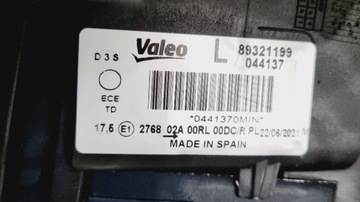 D3S Valeo L 89321199
044137
ECE
TD
*0441370MIN*
17,5 E1 2768 02A 00RL 00DC/R PL 22/06/2021
MADE IN SPAIN